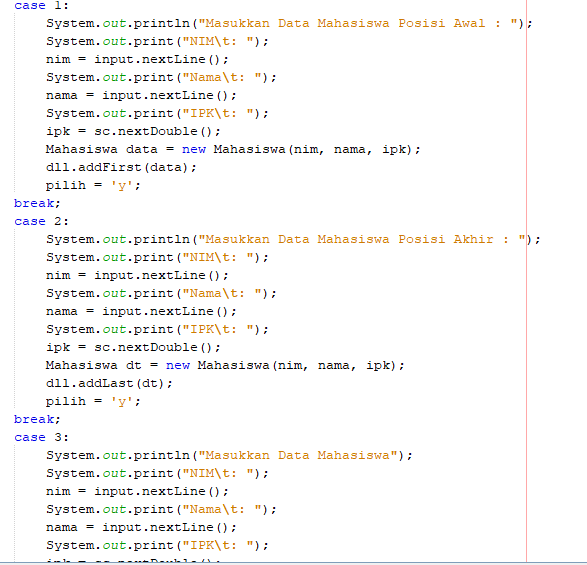 case 1:
System.out.println("Masukkan Data Mahasiswa Posisi Awal : ");
System.out.print("NIM\t: ");
nim = input.nextLine();
System.out.print("Nama\t: ");
nama = input.nextLine();
System.out.print("IPK\t: ");
ipk = sc.nextDouble();
Mahasiswa data = new Mahasiswa(nim, nama, ipk);
dll.addFirst(data);
pilih = 'y';
break;
case 2:
System.out.println("Masukkan Data Mahasiswa Posisi Akhir : ");
System.out.print("NIM\t: ");
nim = input.nextLine();
System.out.print("Nama\t: ");
nama = input.nextLine();
System.out.print("IPK\t: ");
ipk = sc.nextDouble();
Mahasiswa dt = new Mahasiswa(nim, nama, ipk);
dll.addLast(dt);
pilih = 'y';
break;
case 3:
System.out.println("Masukkan Data Mahasiswa");
System.out.print("NIM\t: ");
nim = input.nextLine();
System.out.print("Nama\t: ");
nama = input.nextLine();
System.out.print("IPK\t: ");